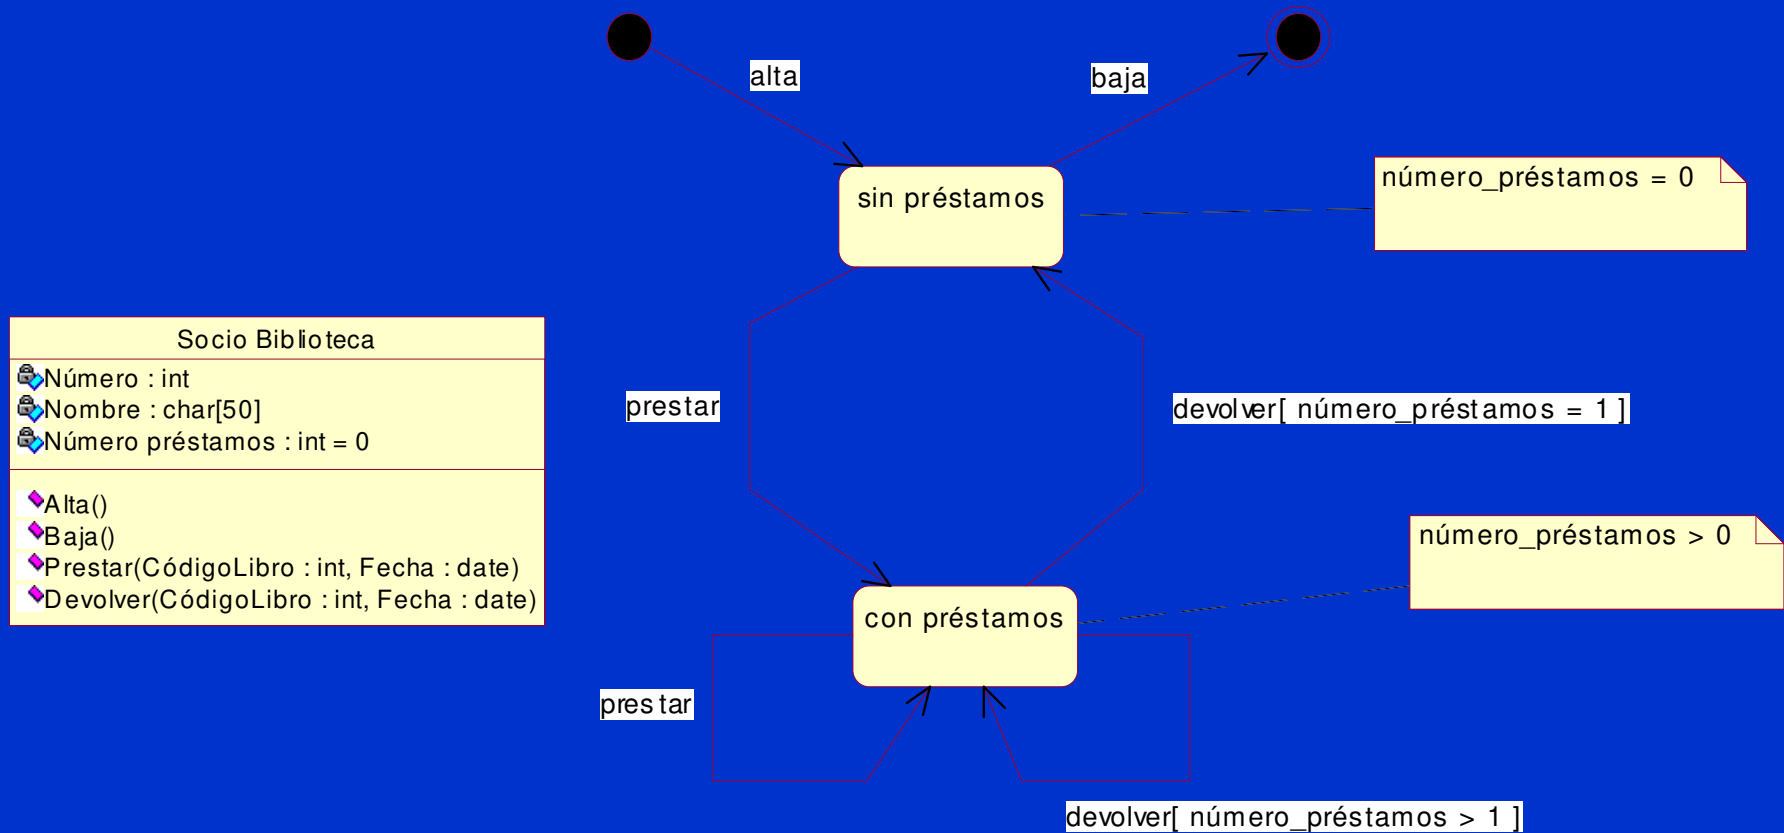 alta
baja
sin préstamos
número_préstamos = 0
Socio Biblioteca
Número : int
Nombre : char[50]
Número préstamos : int = 0
Alta()
Baja()
Prestar(CódigoLibro : int, Fecha : date)
Devolver(CódigoLibro : int, Fecha : date)
prestar
devolver[ número_préstamos = 1 ]
número_préstamos > 0
con préstamos
prestar
devolver[ número_préstamos > 1 ]